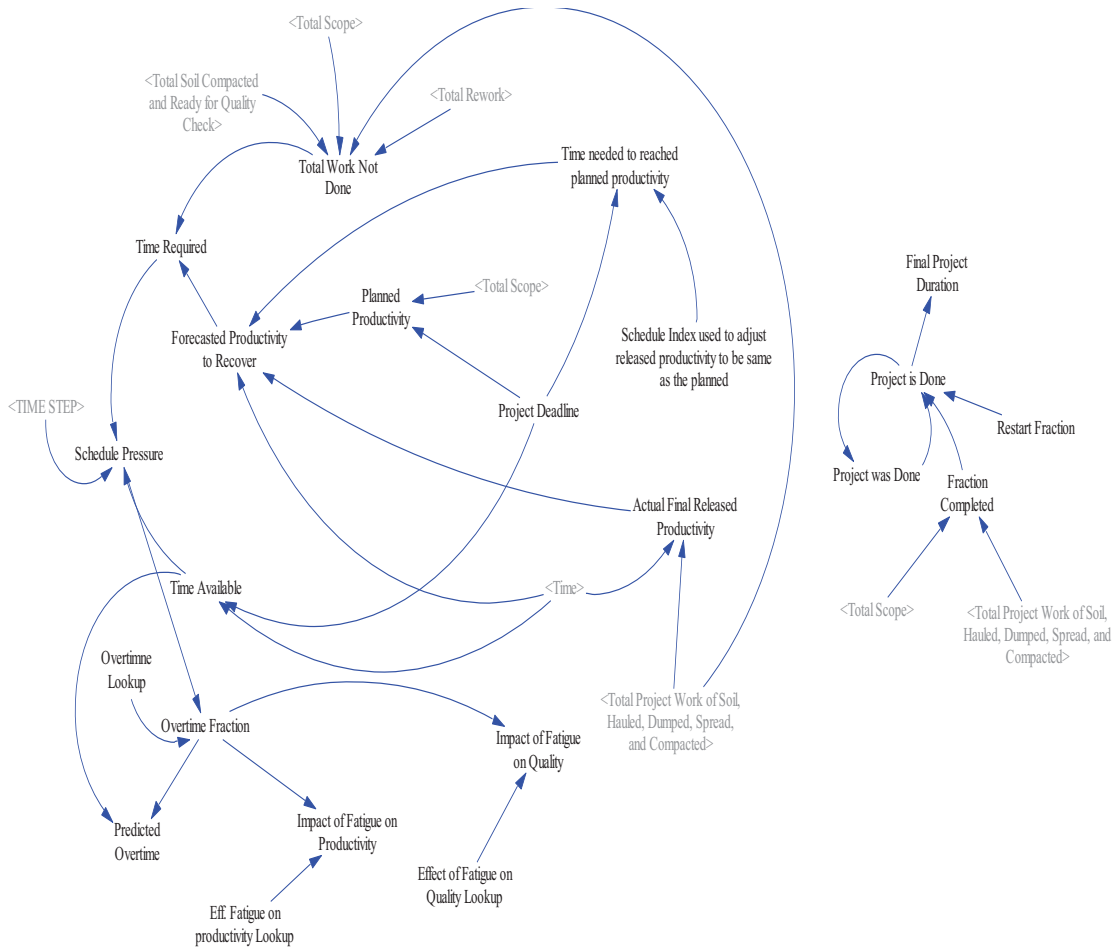 <Total Scope>
<Total Soil Compacted
and Ready for Quality
Check>
<Total Rework>
Total Work Not
Done
Time needed to reached
planned productivity
Time Required
Final Project
Duration
Planned
Productivity
<Total Scope>
Forecasted Productivity
to Recover
Schedule Index used to adjust
released productivity to be same
as the planned
Project is Done
<TIME STEP>
Project Deadline
Restart Fraction
Schedule Pressure
Project was Done
Fraction
Completed
Actual Final Released
Productivity
Time Available
<Time>
<Total Scope>
<Total Project Work of Soil,
Hauled, Dumped, Spread, and
Compacted>
Overtimne
Lookup
Overtime Fraction
<Total Project Work of Soil,
Hauled, Dumped, Spread,
and Compacted>
Impact of Fatigue
on Quality
Predicted
Overtime
Impact of Fatigue on
Productivity
Effect of Fatigue on
Quality Lookup
Eff. Fatigue on
productivity Lookup